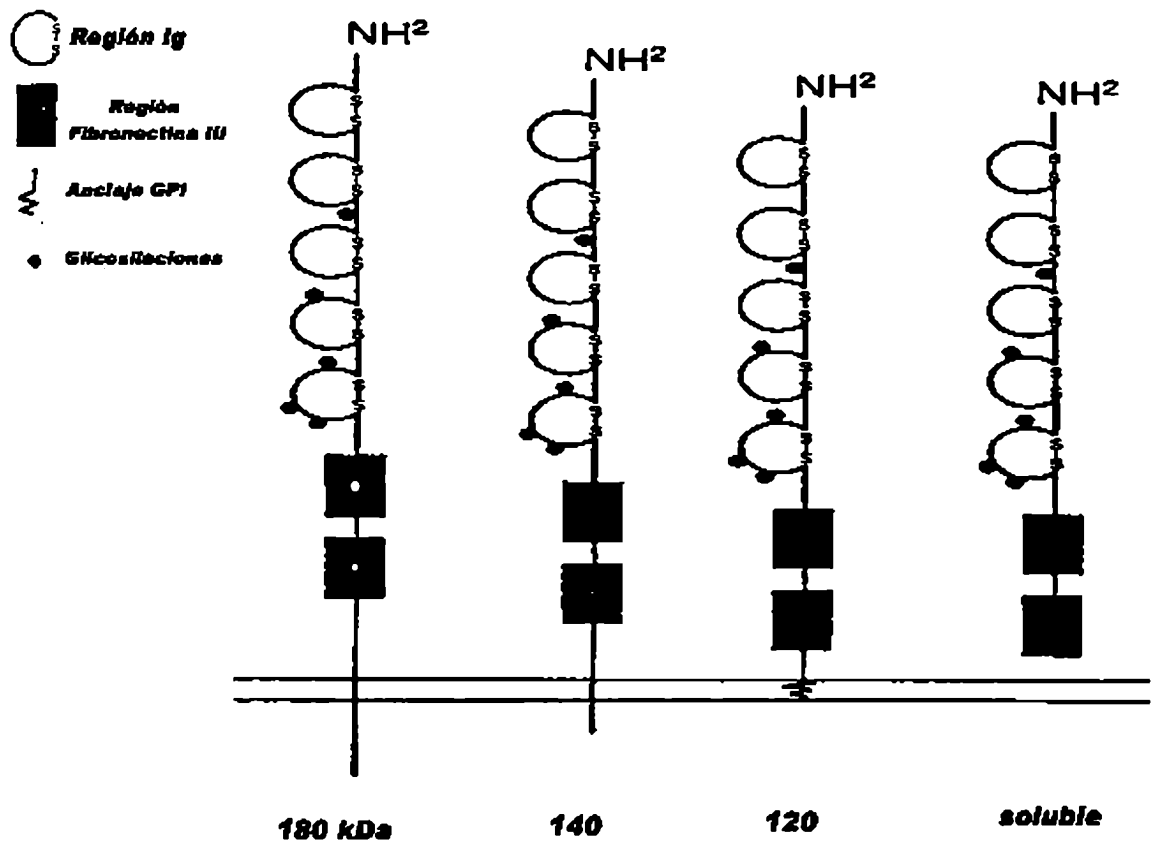 Región Ig
NH²
NH²
NH²
NH²
Región
Fibronectina III
Anclaje GPI
Glicosilaciones
180 kDa
140
120
soluble